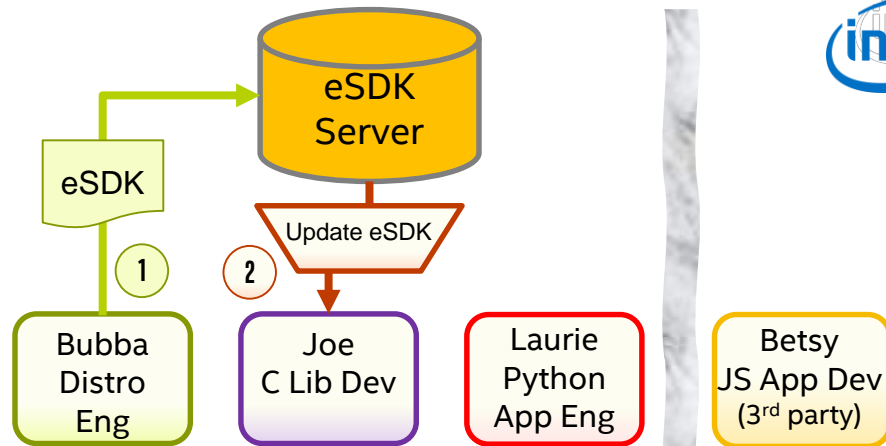 eSDK
Server
eSDK
Update eSDK
1
2
Bubba
Distro
Eng
Joe
C Lib Dev
Laurie
Python
App Eng
Betsy
JS App Dev
(3rd party)